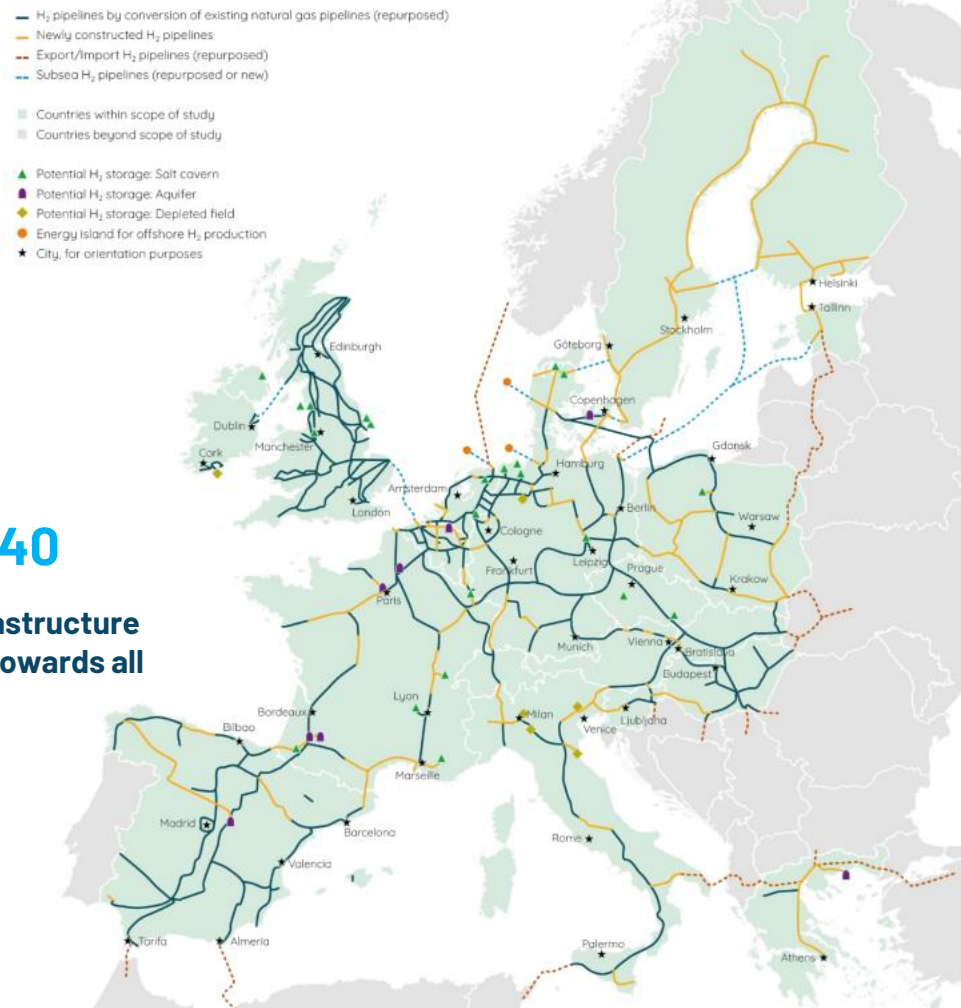 H₂ pipelines by conversion of existing natural gas pipelines (repurposed)
Newly constructed H₂ pipelines
Export/Import H₂ pipelines (repurposed)
Subsea H₂ pipelines (repurposed or new)
Countries within scope of study
Countries beyond scope of study
Potential H₂ storage: Salt cavern
Potential H₂ storage: Aquifer
Potential H₂ storage: Depleted field
Energy island for offshore H₂ production
City, for orientation purposes
Helsinki
Tallinn
Stockholm
Göteborg
Edinburgh
Copenhagen
Dublin
Manchester
Cork
Gdansk
Hamburg
Amsterdam
London
Berlin
Warsaw
Cologne
40
Leipzig
Frankfurt
Prague
Krakow
Paris
astructure
Munich
Vienna
Bratislava
owards all
Budapest
Lyon
Bordeaux
Milan
Venice
Ljubljana
Bilbao
Marseille
Madrid
Barcelona
Rome
Valencia
Tarifa
Almeria
Palermo
Athens